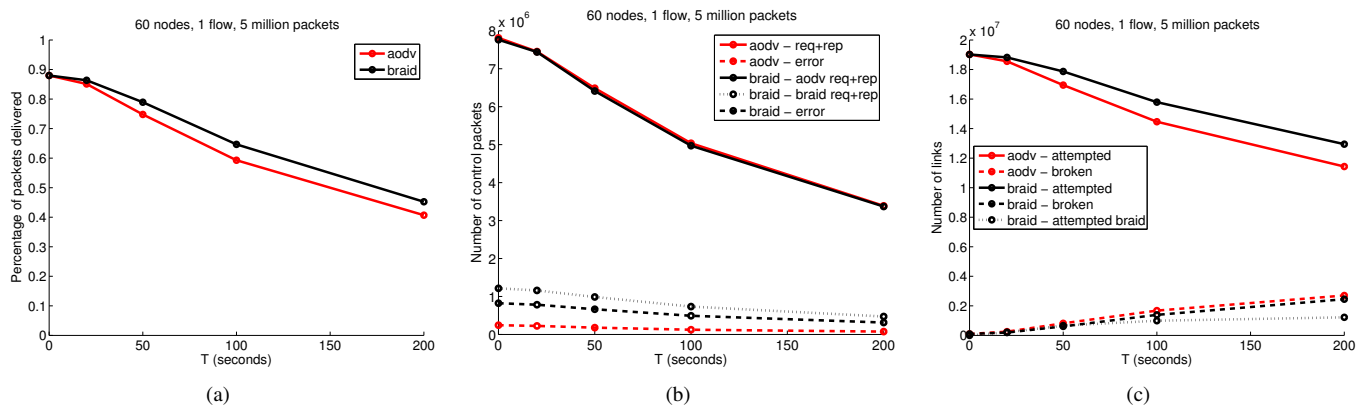 60 nodes, 1 flow, 5 million packets
1
0.9
0.8
0.7
0.6
0.5
0.4
0.3
0.2
0.1
0
Percentage of packets delivered
aodv
braid
0 50 100 150 200
T (seconds)
(a)
x 10^6
60 nodes, 1 flow, 5 million packets
8
7
6
5
4
3
2
1
0
Number of control packets
aodv − req+rep
aodv − error
braid − aodv req+rep
braid − braid req+rep
braid − error
0 50 100 150 200
T (seconds)
(b)
x 10^7
60 nodes, 1 flow, 5 million packets
2
1.8
1.6
1.4
1.2
1
0.8
0.6
0.4
0.2
0
Number of links
aodv − attempted
aodv − broken
braid − attempted
braid − broken
braid − attempted braid
0 50 100 150 200
T (seconds)
(c)